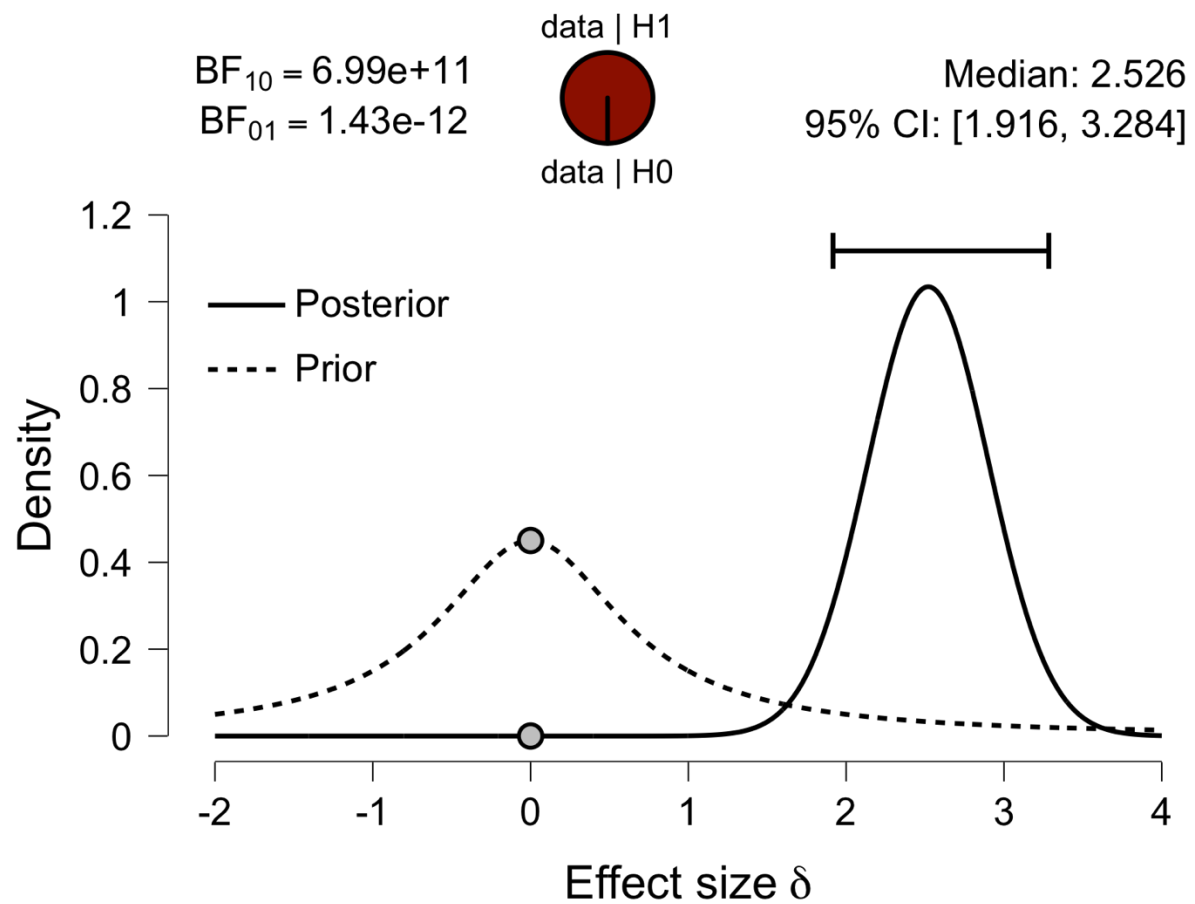 data | H1
BF10 = 6.99e+11
BF01 = 1.43e-12
Median: 2.526
95% CI: [1.916, 3.284]
data | H0
1.2
1
0.8
0.6
0.4
0.2
0
Density
Posterior
Prior
-2
-1
0
1
2
3
4
Effect size δ